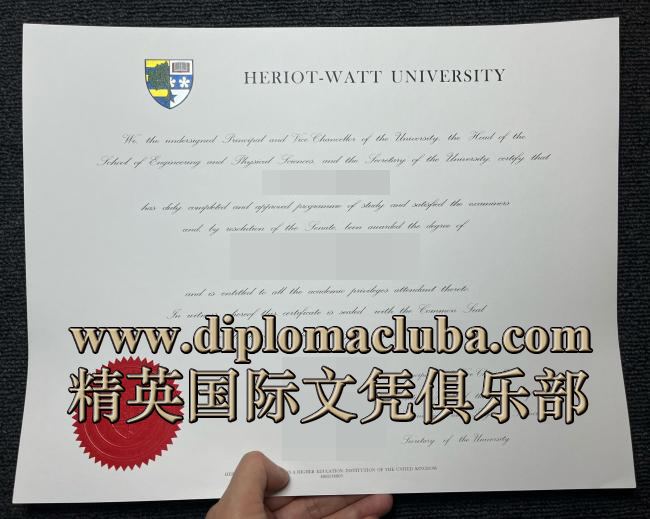 HERIOT-WATT UNIVERSITY
We, the undersigned Principal and Vice-Chancellor of the University, the Head of the
School of Engineering and Physical Sciences, and the Secretary of the University, certify that
has duly completed and approved programme of study and satisfied the examiners
and, by resolution of the Senate, been awarded the degree of
and is entitled to all the academic privileges attendant thereto.
In hereof this certificate is sealed with the Common Seal
www.diplomacluba.com
精英国际文凭俱乐部
Secretary of the University
A HIGHER EDUCATION INSTITUTION OF THE UNITED KINGDOM